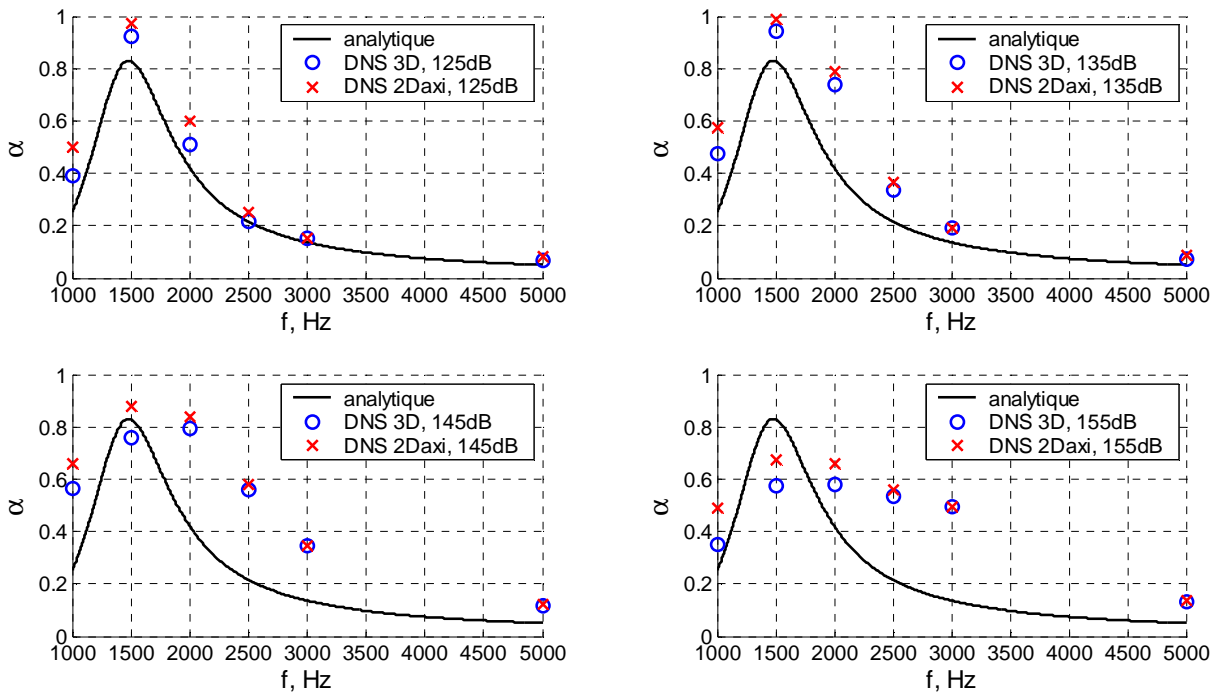 1
0.8
0.6
0.4
0.2
0
α
1000 1500 2000 2500 3000 3500 4000 4500 5000
f, Hz
analytique
DNS 3D, 125dB
DNS 2Daxi, 125dB
1
0.8
0.6
0.4
0.2
0
α
1000 1500 2000 2500 3000 3500 4000 4500 5000
f, Hz
analytique
DNS 3D, 135dB
DNS 2Daxi, 135dB
1
0.8
0.6
0.4
0.2
0
α
1000 1500 2000 2500 3000 3500 4000 4500 5000
f, Hz
analytique
DNS 3D, 145dB
DNS 2Daxi, 145dB
1
0.8
0.6
0.4
0.2
0
α
1000 1500 2000 2500 3000 3500 4000 4500 5000
f, Hz
analytique
DNS 3D, 155dB
DNS 2Daxi, 155dB